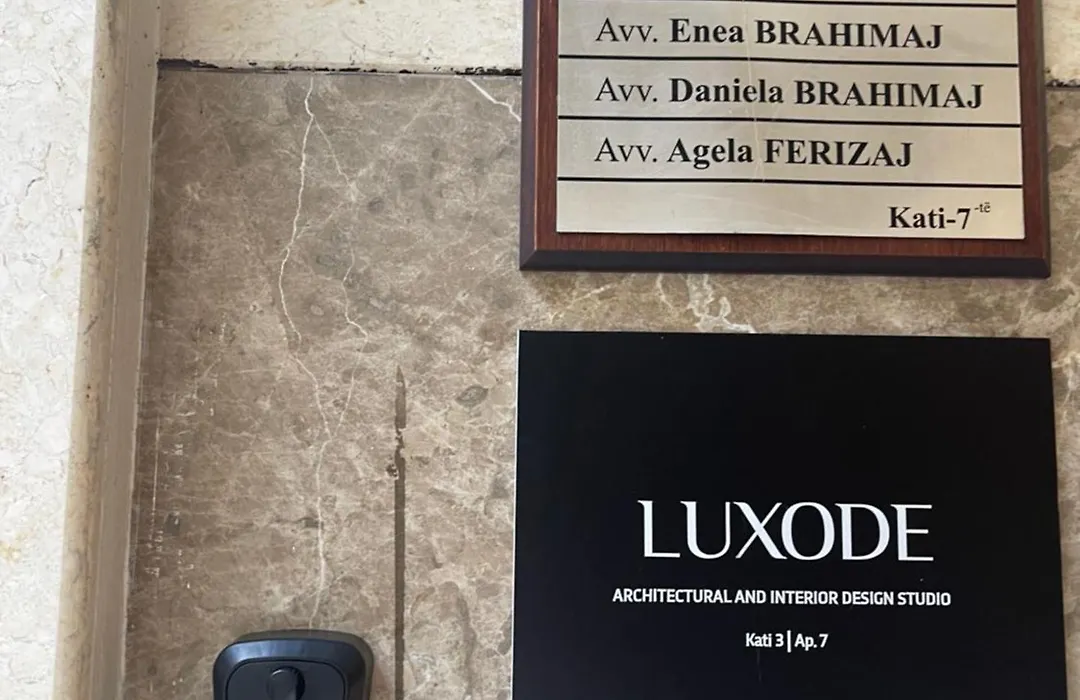 Avv. Enea BRAHIMAJ
Avv. Daniela BRAHIMAJ
Avv. Agela FERIZAJ
Kati-7-të
LUXODE
ARCHITECTURAL AND INTERIOR DESIGN STUDIO
Kati 3 | Ap. 7